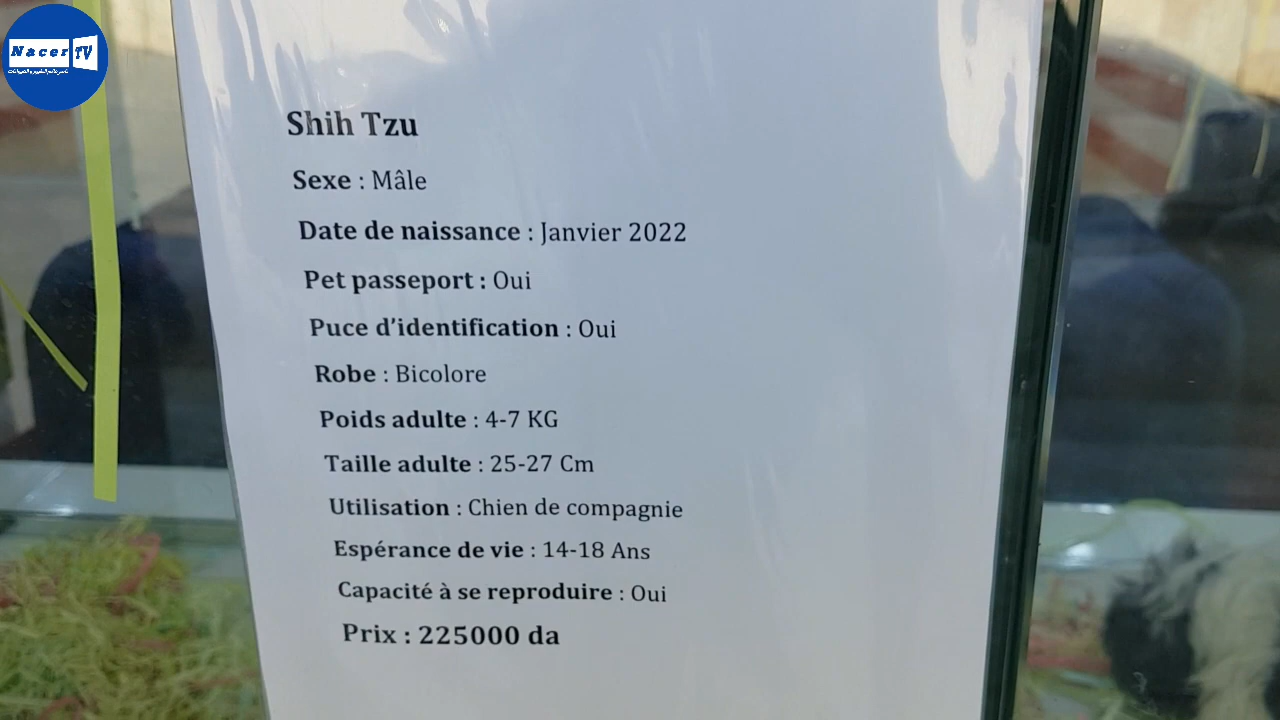 Nacer TV
Shih Tzu
Sexe : Mâle
Date de naissance : Janvier 2022
Pet passeport : Oui
Puce d'identification : Oui
Robe : Bicolore
Poids adulte : 4-7 KG
Taille adulte : 25-27 Cm
Utilisation : Chien de compagnie
Espérance de vie : 14-18 Ans
Capacité à se reproduire : Oui
Prix : 225000 da